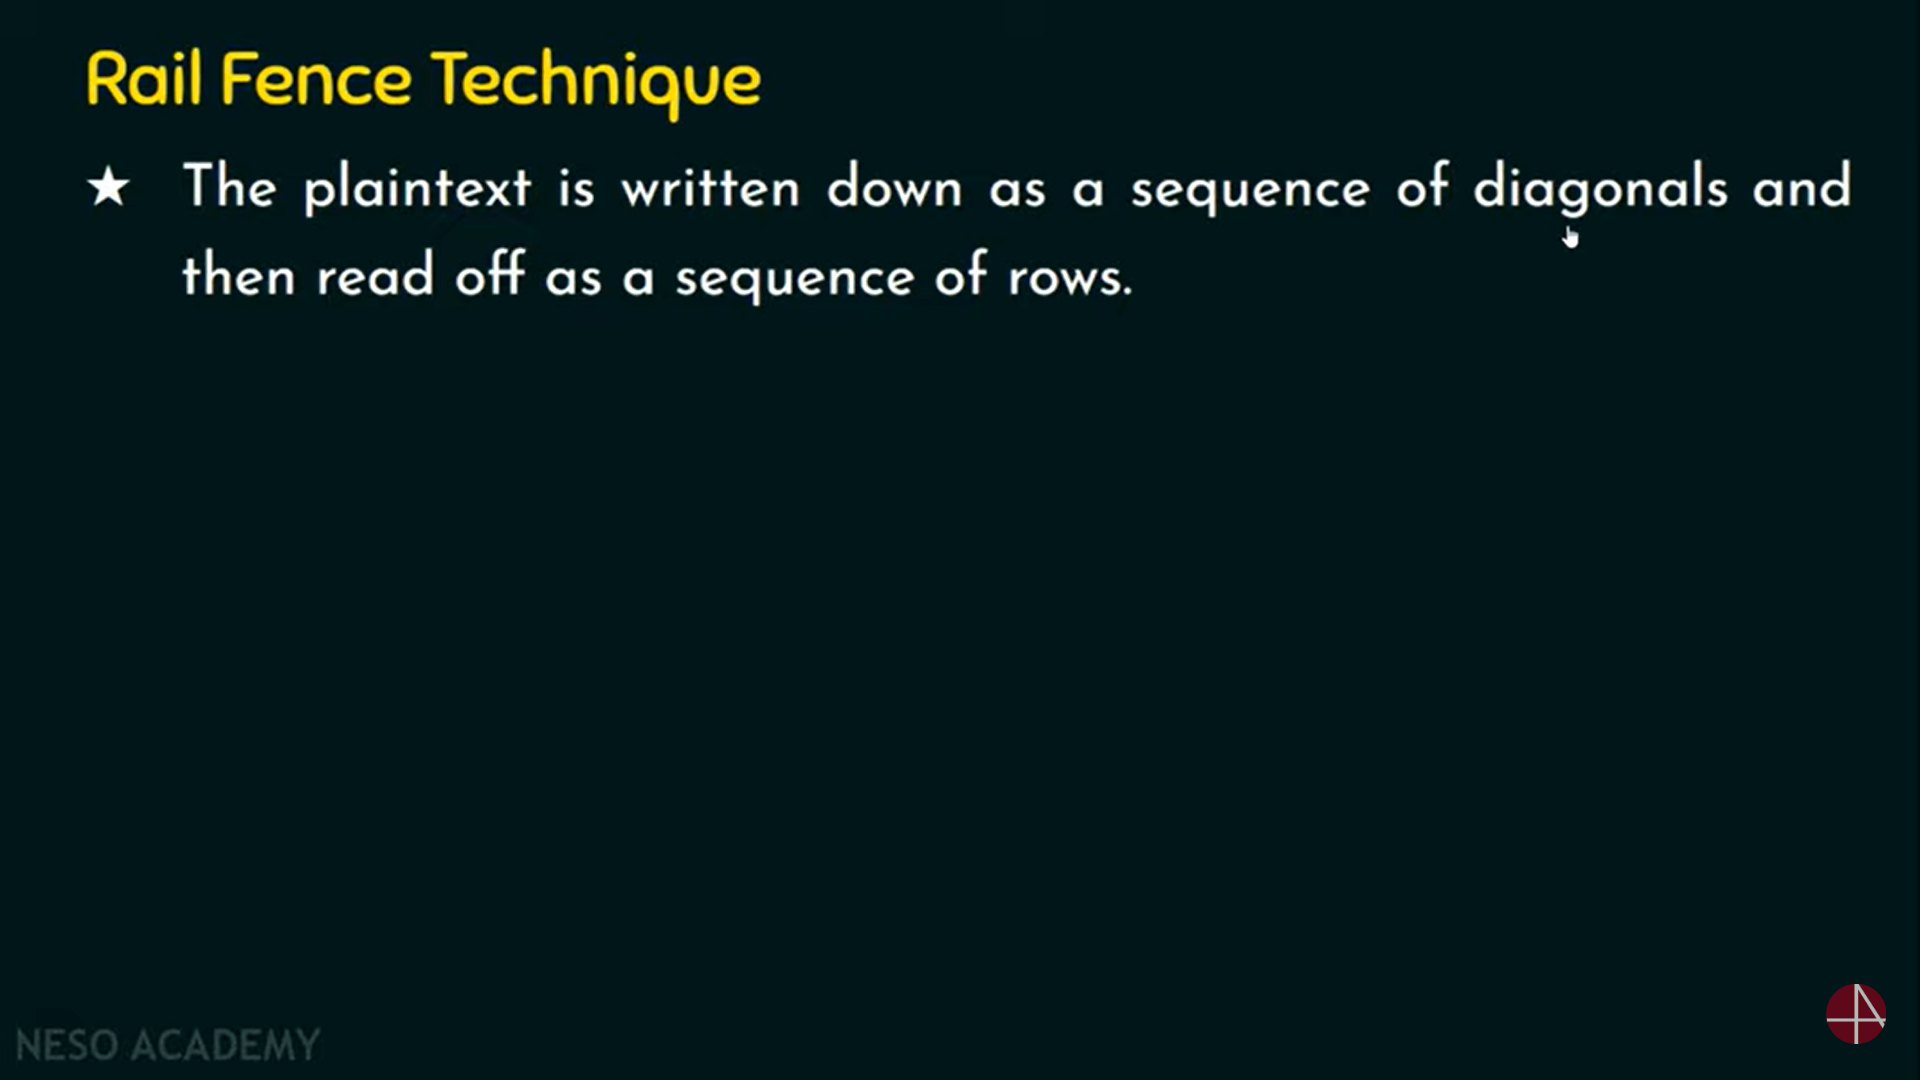 Rail Fence Technique
★ The plaintext is written down as a sequence of diagonals and
then read off as a sequence of rows.
NESO ACADEMY